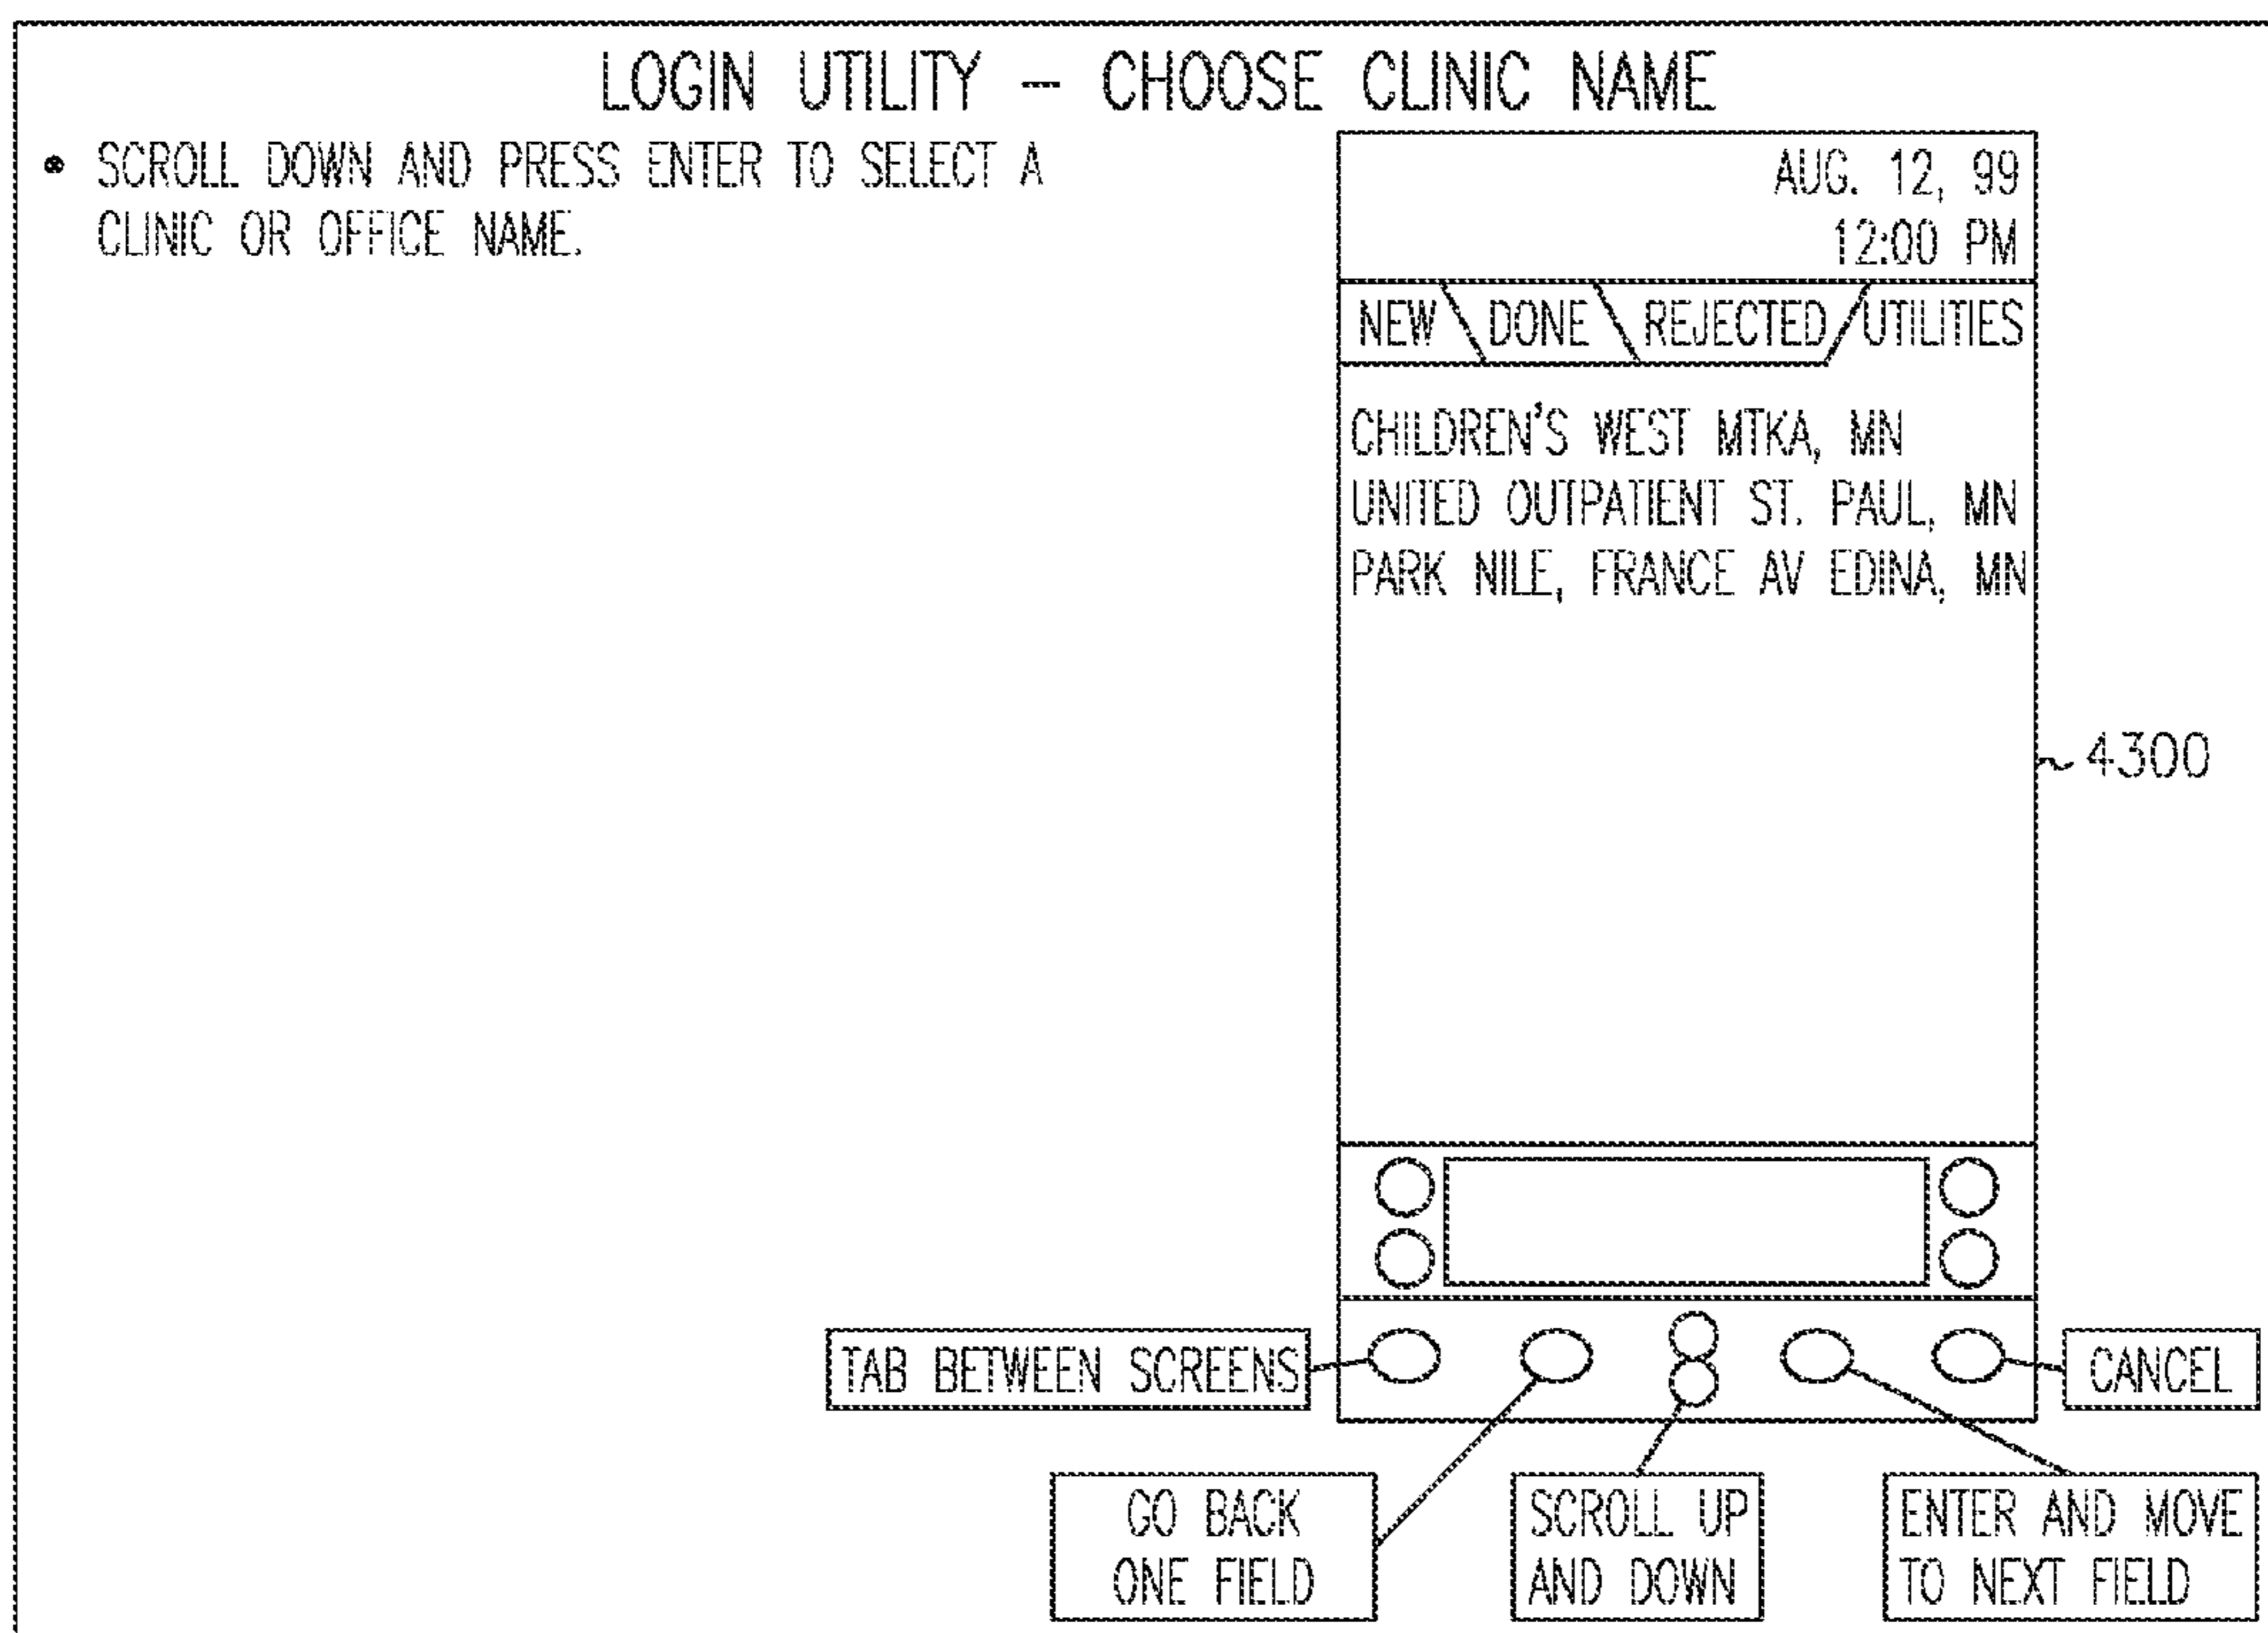 LOGIN UTILITY – CHOOSE CLINIC NAME
• SCROLL DOWN AND PRESS ENTER TO SELECT A
CLINIC OR OFFICE NAME.
AUG. 12, 99
12:00 PM
NEW DONE REJECTED UTILITIES
CHILDREN'S WEST MTKA, MN
UNITED OUTPATIENT ST. PAUL, MN
PARK NILE, FRANCE AV EDINA, MN
4300
TAB BETWEEN SCREENS
CANCEL
GO BACK
ONE FIELD
SCROLL UP
AND DOWN
ENTER AND MOVE
TO NEXT FIELD